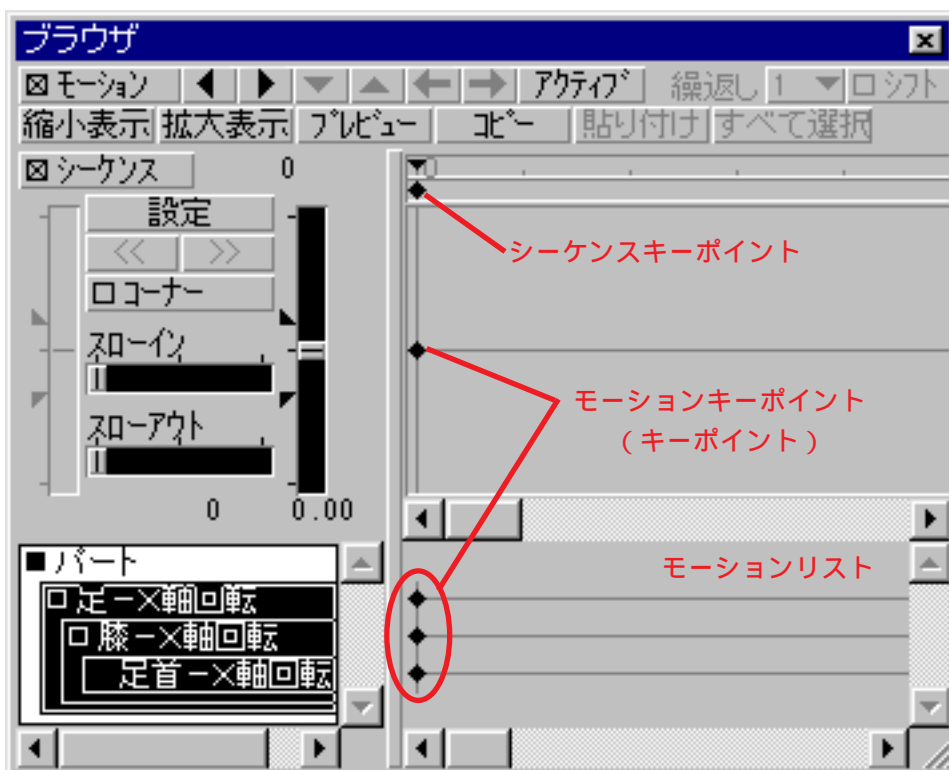 ブラウザ
モーション アクティブ 繰返し 1 シフト
縮小表示 拡大表示 プレビュー コピー 貼り付け すべて選択
シーケンス 0 0
設定
<< >>
シーケンスキーポイント
コーナー
スローイン
モーションキーポイント
(キーポイント)
スローアウト
0 0.00
パート
モーションリスト
足-X軸回転
膝-X軸回転
足首-X軸回転